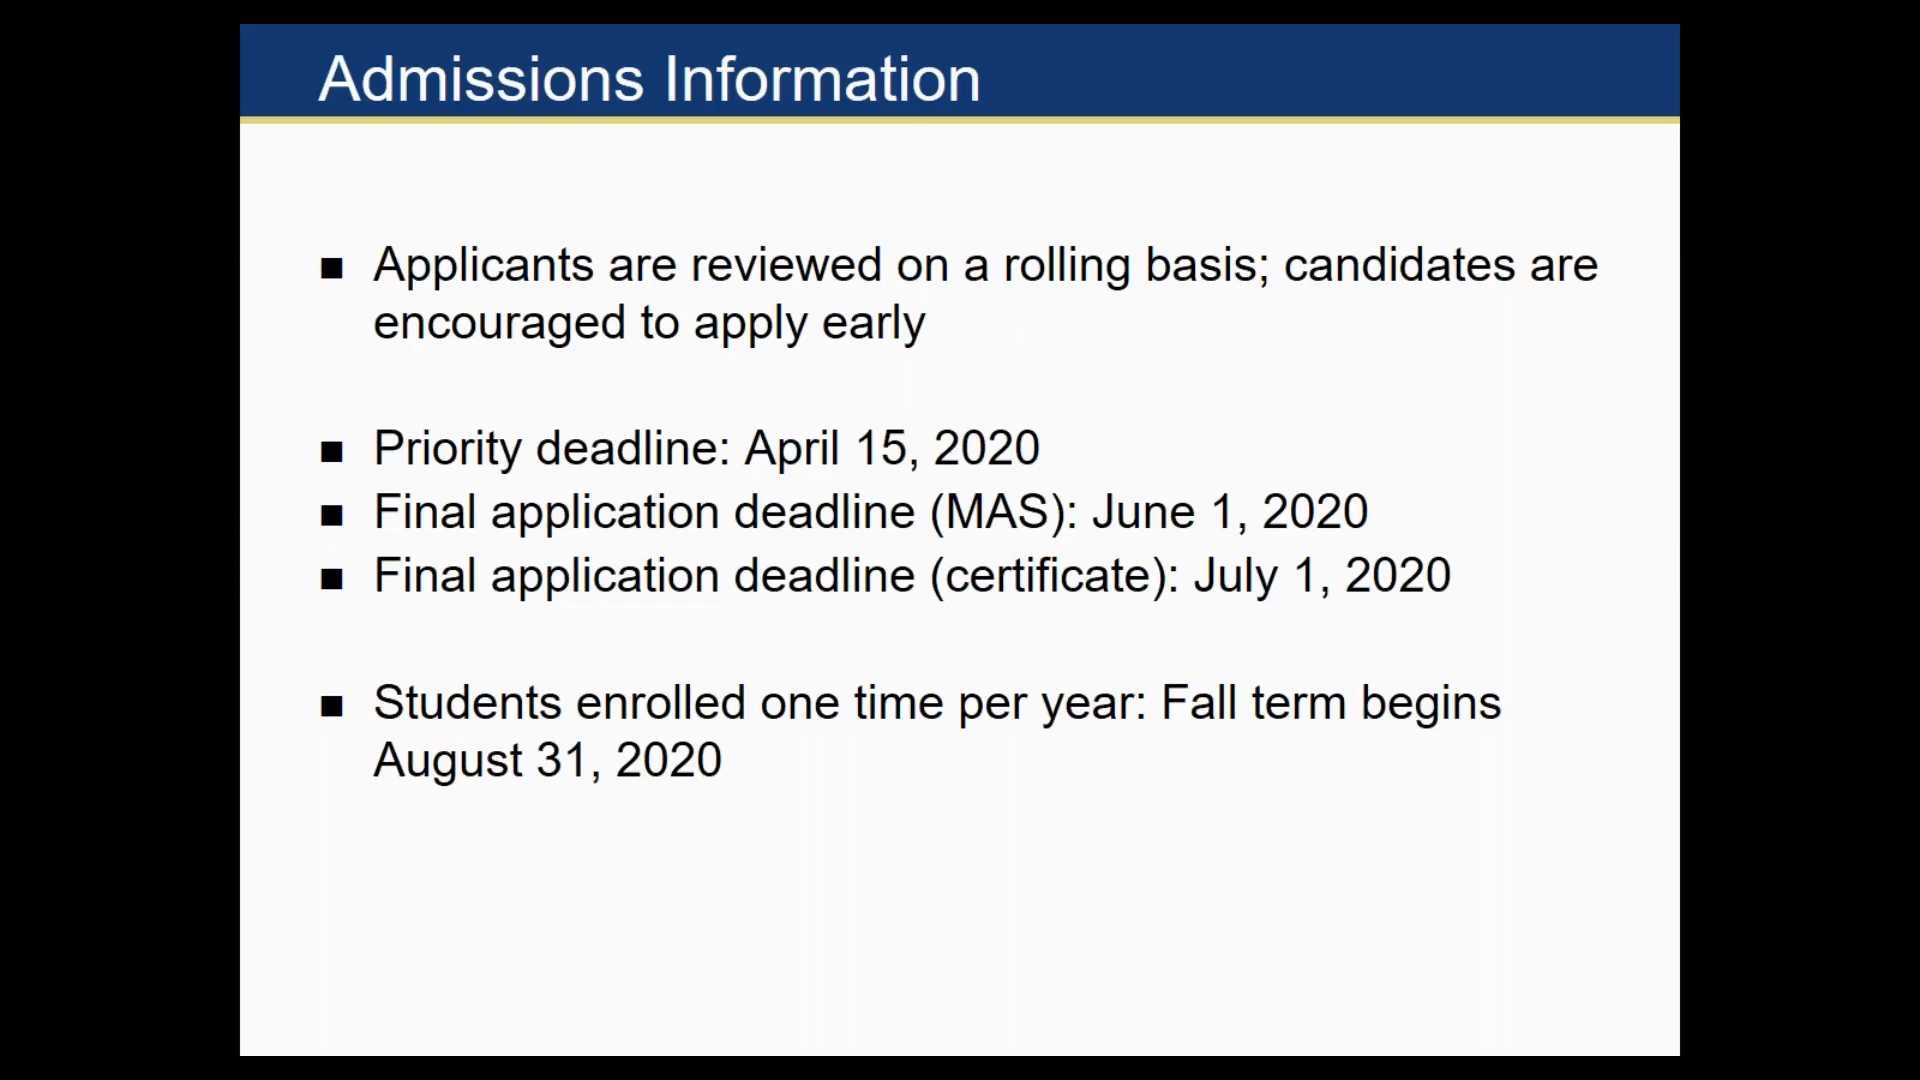 Admissions Information
■ Applicants are reviewed on a rolling basis; candidates are
encouraged to apply early
■ Priority deadline: April 15, 2020
■ Final application deadline (MAS): June 1, 2020
■ Final application deadline (certificate): July 1, 2020
■ Students enrolled one time per year: Fall term begins
August 31, 2020